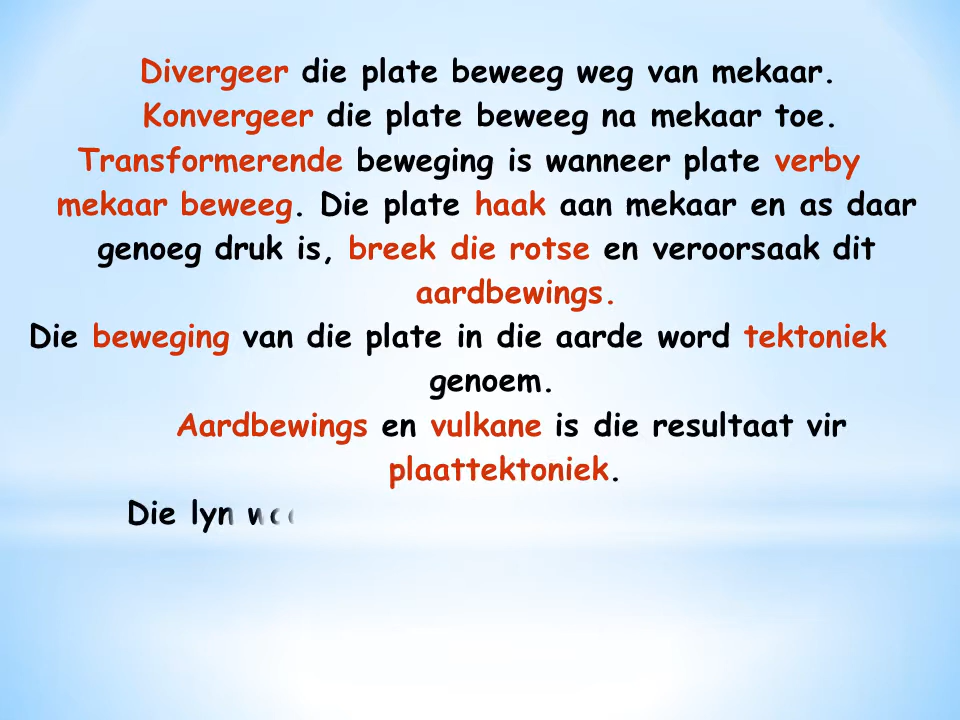 Divergeer die plate beweeg weg van mekaar.
Konvergeer die plate beweeg na mekaar toe.
Transformerende beweging is wanneer plate verby
mekaar beweeg. Die plate haak aan mekaar en as daar
genoeg druk is, breek die rotse en veroorsaak dit
aardbewings.
Die beweging van die plate in die aarde word tektoniek
genoem.
Aardbewings en vulkane is die resultaat vir
plaattektoniek.
Die lyn